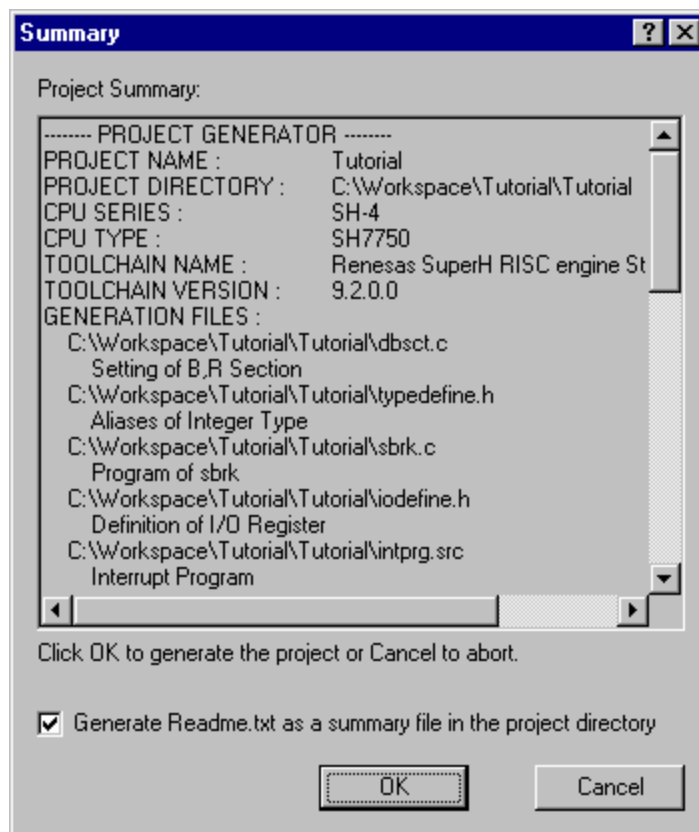 Summary
Project Summary:
-------- PROJECT GENERATOR --------
PROJECT NAME : Tutorial
PROJECT DIRECTORY : C:\Workspace\Tutorial\Tutorial
CPU SERIES : SH-4
CPU TYPE : SH7750
TOOLCHAIN NAME : Renesas SuperH RISC engine St
TOOLCHAIN VERSION : 9.2.0.0
GENERATION FILES :
C:\Workspace\Tutorial\Tutorial\dbsct.c
Setting of B,R Section
C:\Workspace\Tutorial\Tutorial\typedefine.h
Aliases of Integer Type
C:\Workspace\Tutorial\Tutorial\sbrk.c
Program of sbrk
C:\Workspace\Tutorial\Tutorial\iodefine.h
Definition of I/O Register
C:\Workspace\Tutorial\Tutorial\intprg.src
Interrupt Program
Click OK to generate the project or Cancel to abort.
Generate Readme.txt as a summary file in the project directory
OK Cancel